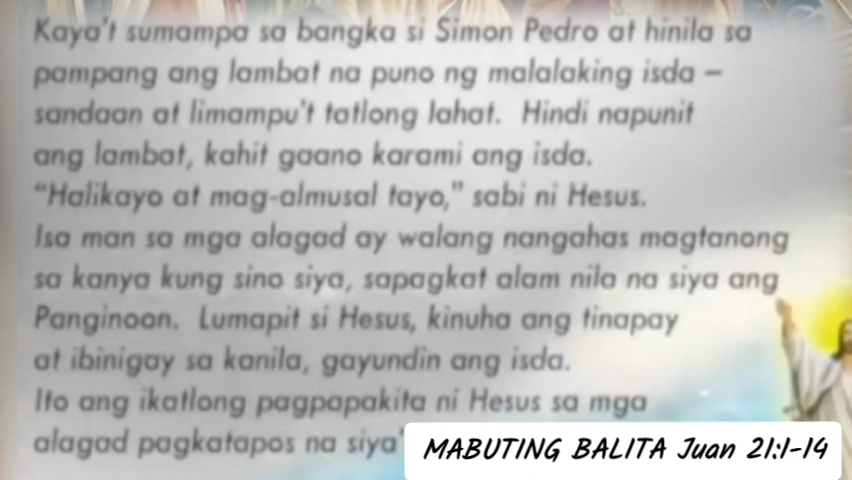 Kaya't sumampa sa bangka si Simon Pedro at hinila sa
pampang ang lambat na puno ng malalaking isda –
sandaan at limampu't tatlong lahat. Hindi napunit
ang lambat, kahit gaano karami ang isda.
"Halikayo at mag-almusal tayo," sabi ni Hesus.
Isa man sa mga alagad ay walang nangahas magtanong
sa kanya kung sino siya, sapagkat alam nila na siya ang
Panginoon. Lumapit si Hesus, kinuha ang tinapay
at ibinigay sa kanila, gayundin ang isda.
Ito ang ikatlong pagpapakita ni Hesus sa mga
alagad pagkatapos na siya'
MABUTING BALITA Juan 21:1-14